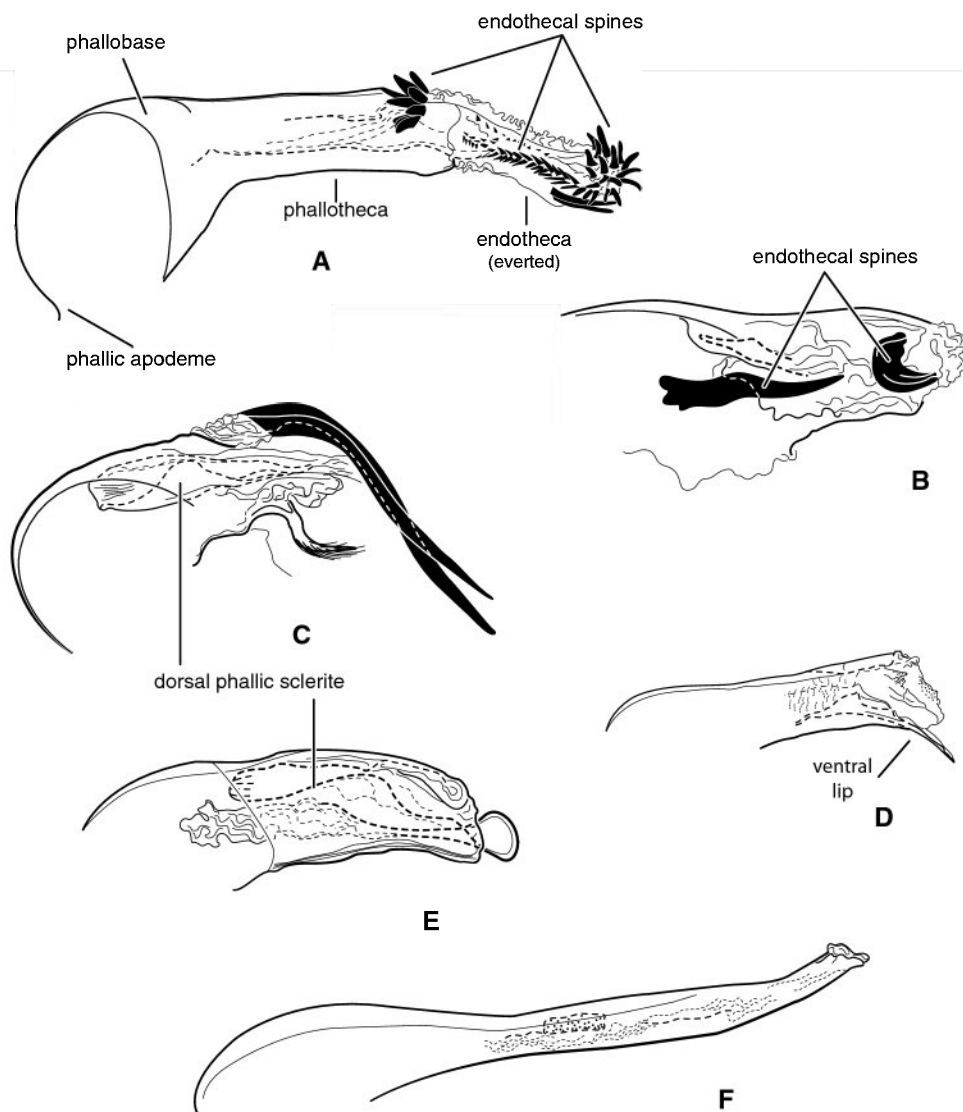 endothecal spines
phallobase
phallotheca
endotheca
(everted)
A
endothecal spines
phallic apodeme
B
C
dorsal phallic sclerite
ventral
lip
D
E
F